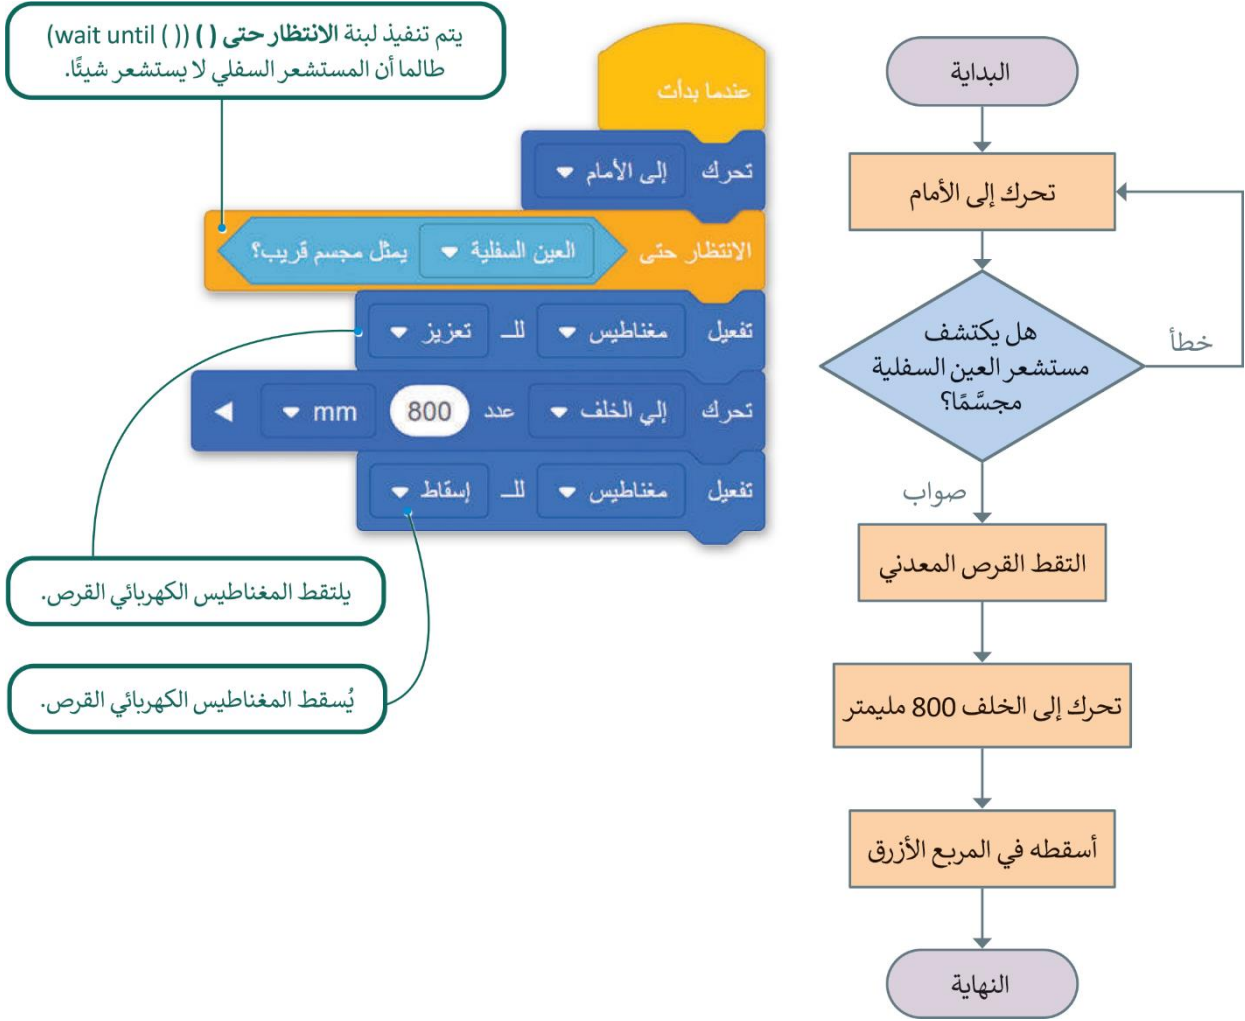 يتم تنفيذ لبنة الانتظار حتى ( ) (wait until ( ))
طالما أن المستشعر السفلي لا يستشعر شيئًا.
عندما بدأت
تحرك إلى الأمام
الانتظار حتى العين السفلية يمثل مجسم قريب؟
تفعيل مغناطيس للـ تعزيز
تحرك إلي الخلف عدد 800 mm
تفعيل مغناطيس للـ إسقاط
يلتقط المغناطيس الكهربائي القرص.
يُسقط المغناطيس الكهربائي القرص.
البداية
تحرك إلى الأمام
هل يكتشف
مستشعر العين السفلية
مجسَّمًا؟
خطأ
صواب
التقط القرص المعدني
تحرك إلى الخلف 800 مليمتر
أسقطه في المربع الأزرق
النهاية